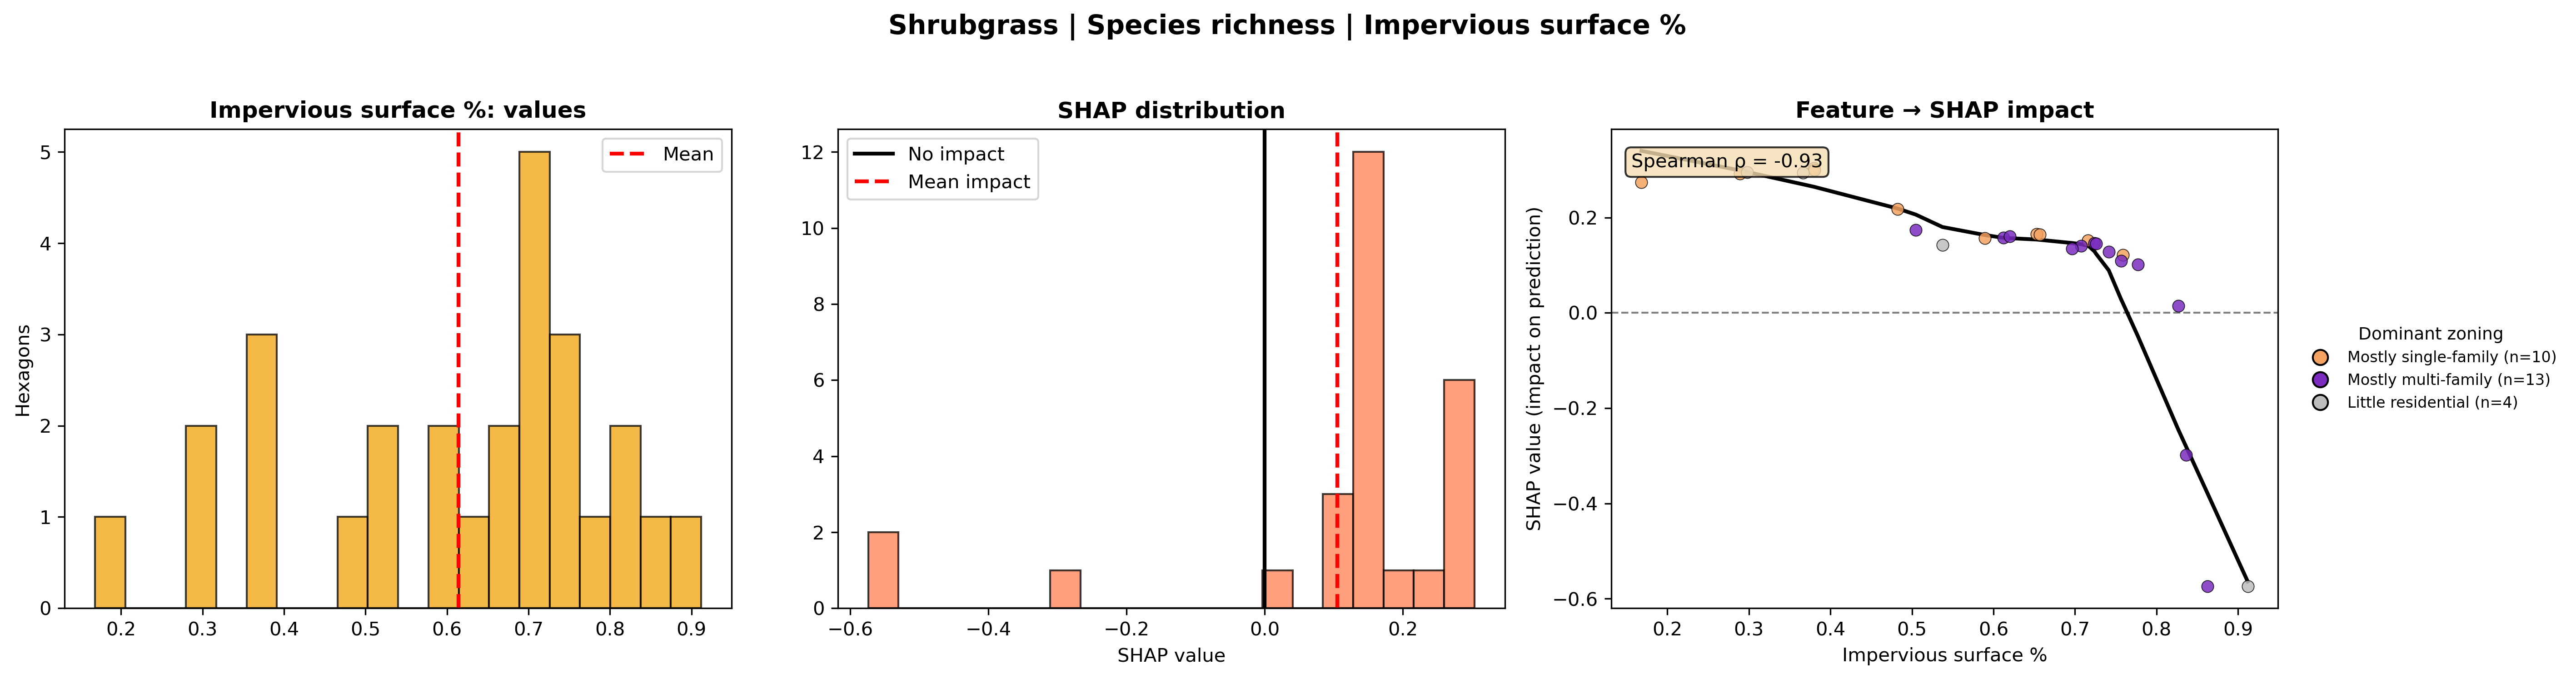 Shrubgrass | Species richness | Impervious surface %
Impervious surface %: values
Mean
Hexagons
5
4
3
2
1
0
0.2 0.3 0.4 0.5 0.6 0.7 0.8 0.9
SHAP distribution
No impact
Mean impact
12
10
8
6
4
2
0
−0.6 −0.4 −0.2 0.0 0.2
SHAP value
Feature → SHAP impact
Spearman ρ = -0.93
SHAP value (impact on prediction)
0.2
0.0
−0.2
−0.4
−0.6
0.2 0.3 0.4 0.5 0.6 0.7 0.8 0.9
Impervious surface %
Dominant zoning
Mostly single-family (n=10)
Mostly multi-family (n=13)
Little residential (n=4)